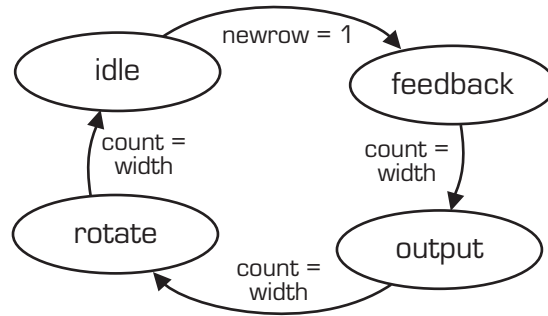 newrow = 1
idle
feedback
count =
width
count =
width
rotate
output
count =
width